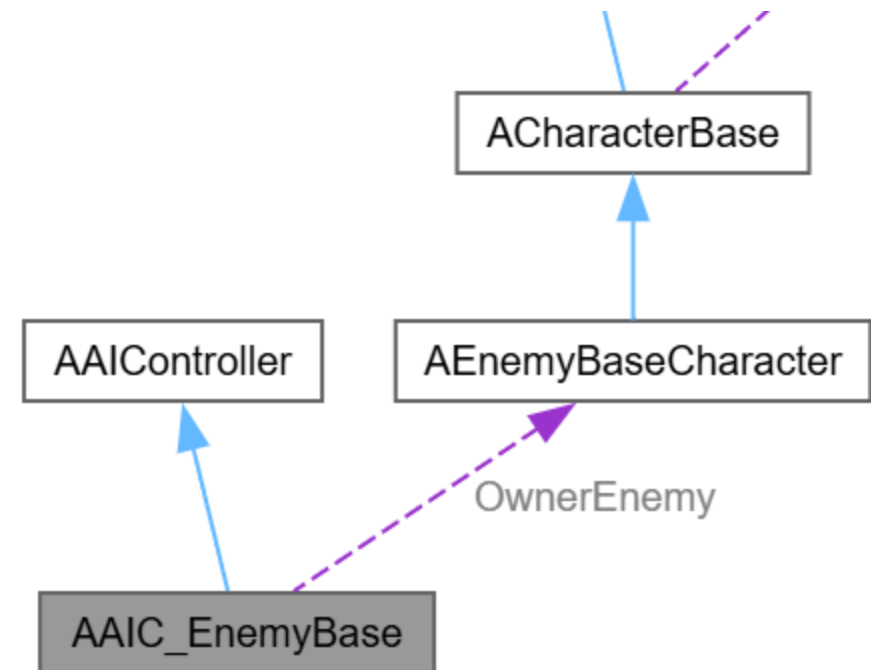 ACharacterBase
AAIController
AEnemyBaseCharacter
OwnerEnemy
AAIC_EnemyBase